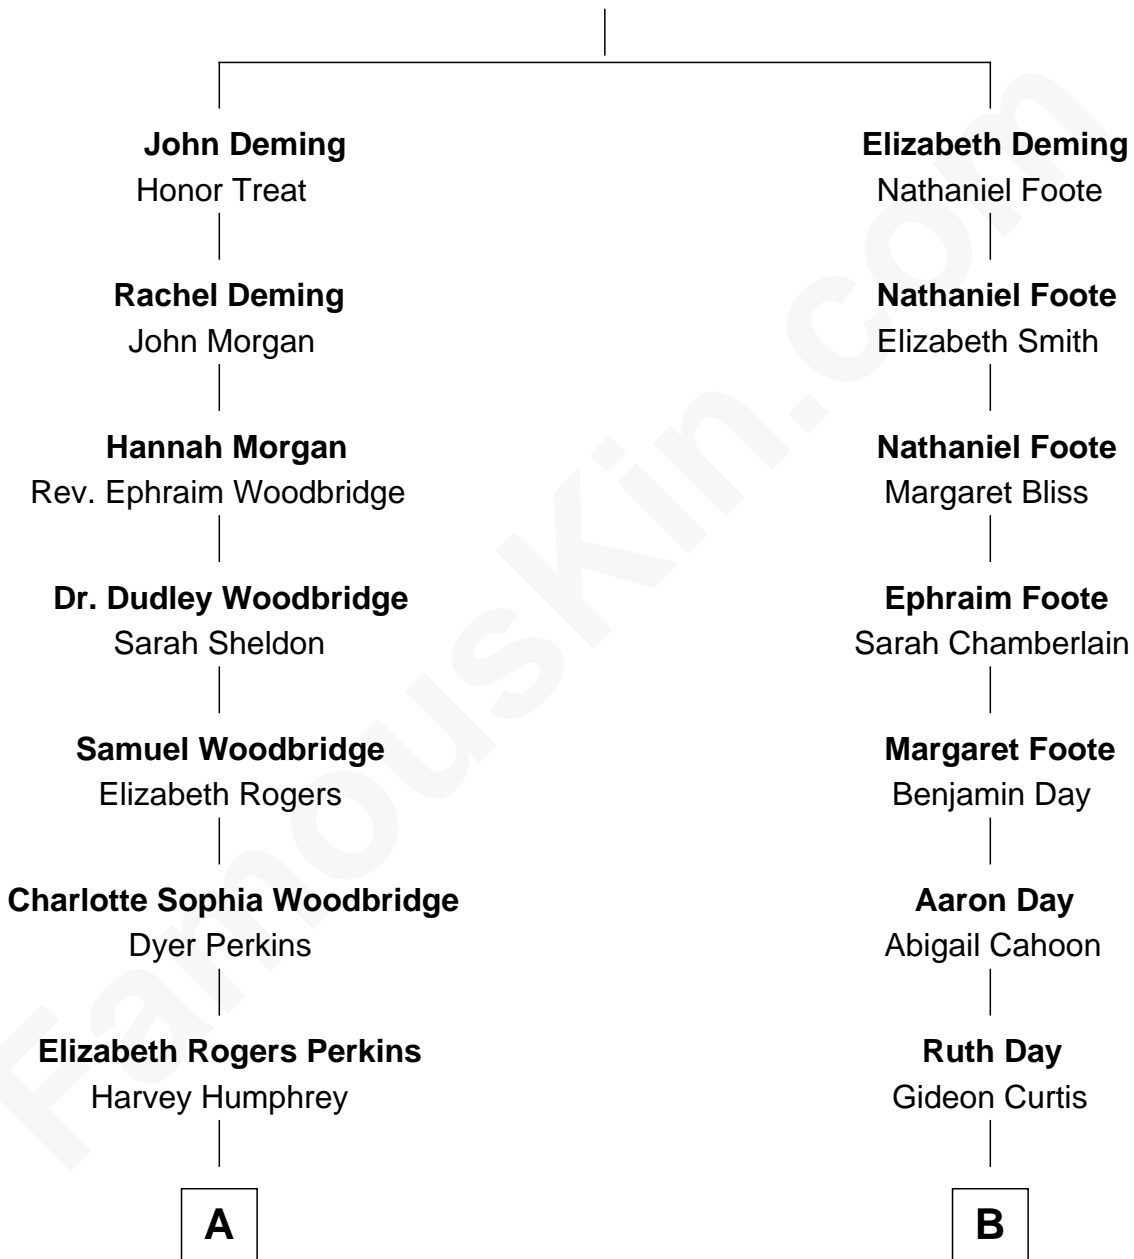 John Deming
Honor Treat
Rachel Deming
John Morgan
Hannah Morgan
Rev. Ephraim Woodbridge
Dr. Dudley Woodbridge
Sarah Sheldon
Samuel Woodbridge
Elizabeth Rogers
Charlotte Sophia Woodbridge
Dyer Perkins
Elizabeth Rogers Perkins
Harvey Humphrey
A
Elizabeth Deming
Nathaniel Foote
Nathaniel Foote
Elizabeth Smith
Nathaniel Foote
Margaret Bliss
Ephraim Foote
Sarah Chamberlain
Margaret Foote
Benjamin Day
Aaron Day
Abigail Cahoon
Ruth Day
Gideon Curtis
B
FamousKin.com